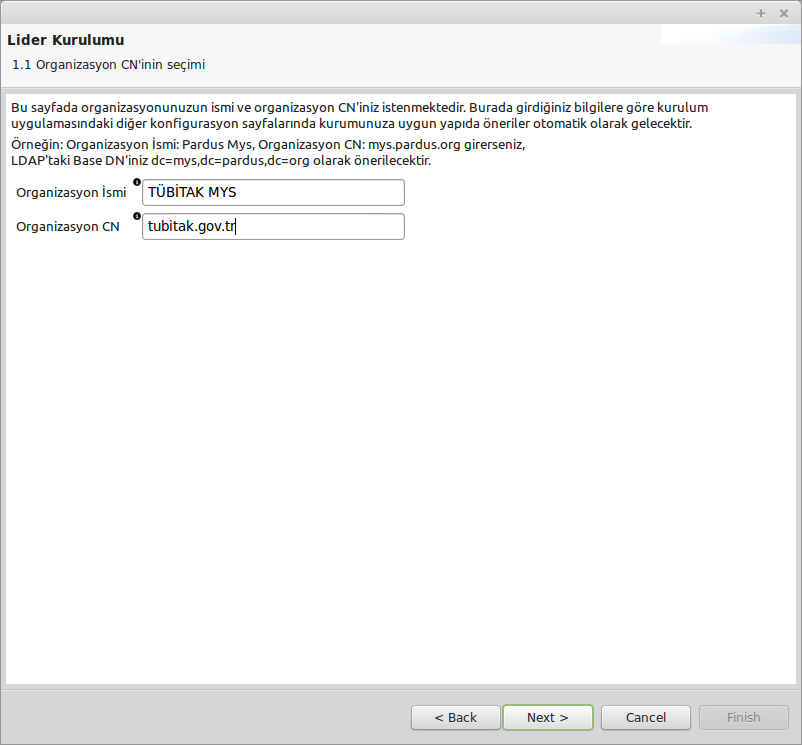 Lider Kurulumu
1.1 Organizasyon CN'inin seçimi
Bu sayfada organizasyonunuzun ismi ve organizasyon CN'iniz istenmektedir. Burada girdiğiniz bilgilere göre kurulum
uygulamasındaki diğer konfigurasyon sayfalarında kurumunuza uygun yapıda öneriler otomatik olarak gelecektir.
Örneğin: Organizasyon İsmi: Pardus Mys, Organizasyon CN: mys.pardus.org girerseniz,
LDAP'taki Base DN'iniz dc=mys,dc=pardus,dc=org olarak önerilecektir.
Organizasyon İsmi TÜBİTAK MYS
Organizasyon CN tubitak.gov.tr
< Back Next > Cancel Finish